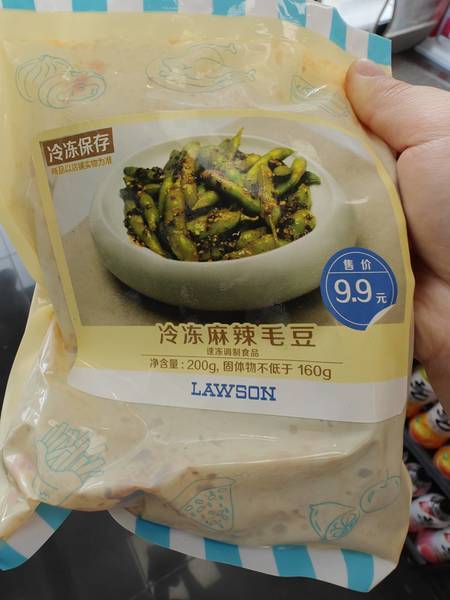 冷冻保存
商品以店铺实物为准
售价
9.9元
冷冻麻辣毛豆
速冻调制食品
净含量:200g,固体物不低于160g
LAWSON